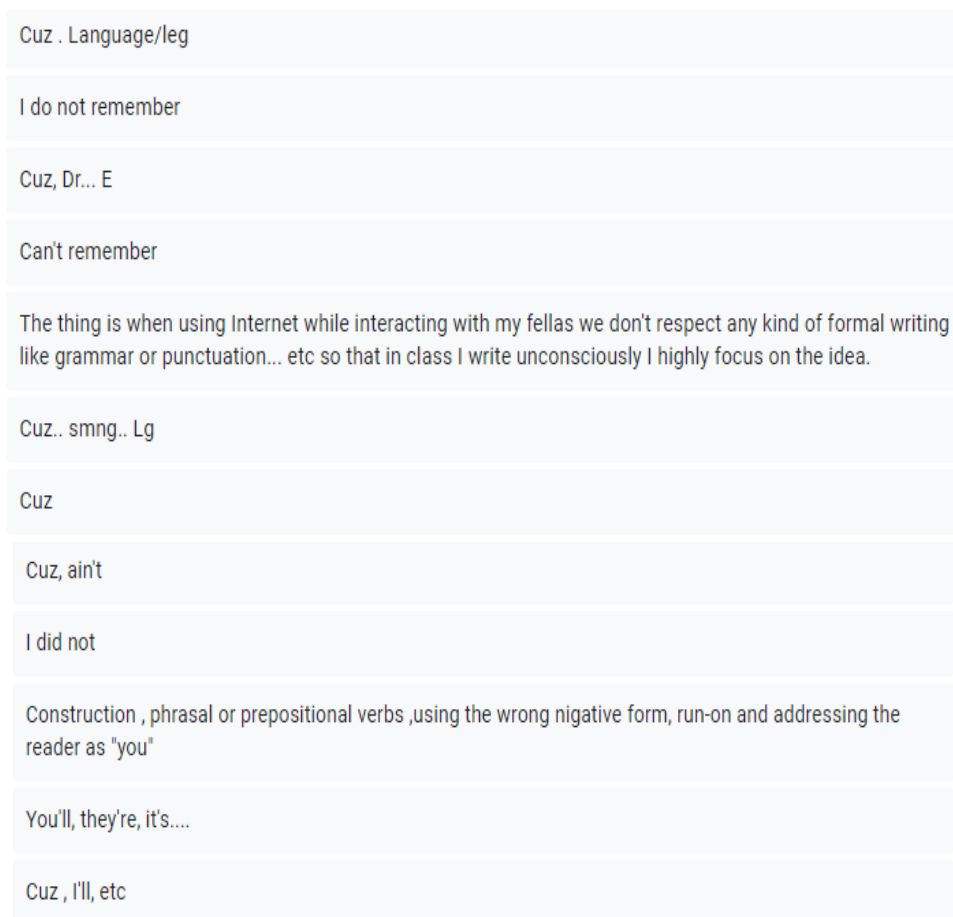 Cuz . Language/leg
I do not remember
Cuz, Dr... E
Can't remember
The thing is when using Internet while interacting with my fellas we don't respect any kind of formal writing
like grammar or punctuation... etc so that in class I write unconsciously I highly focus on the idea.
Cuz.. smng.. Lg
Cuz
Cuz, ain't
I did not
Construction , phrasal or prepositional verbs ,using the wrong nigative form, run-on and addressing the
reader as "you"
You'll, they're, it's....
Cuz , I'll, etc